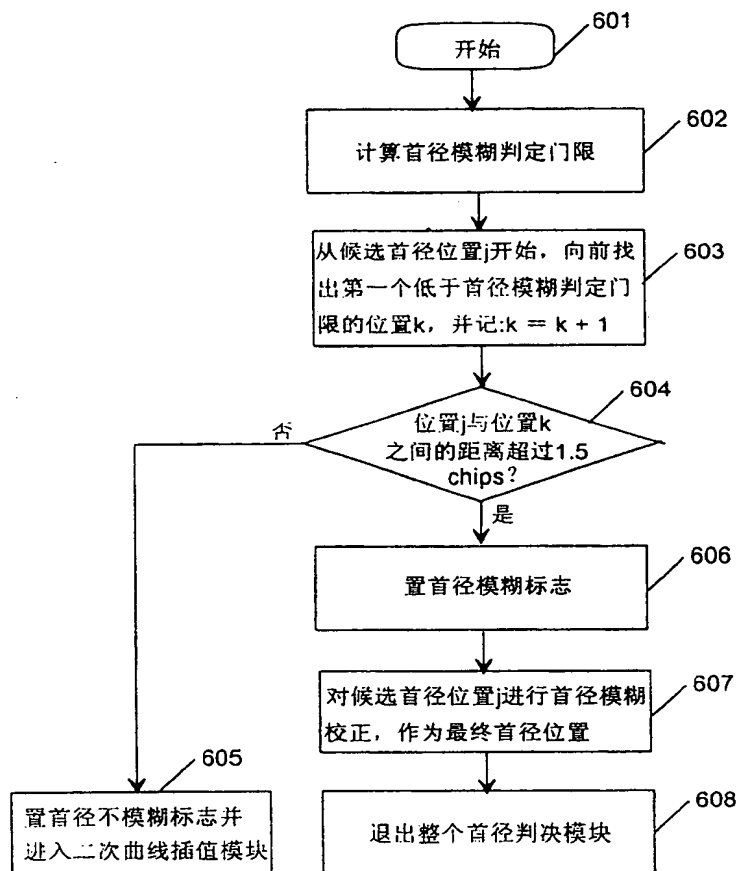 开始
601
计算首径模糊判定门限
602
从候选首径位置j开始，向前找
出第一个低于首径模糊判定门
限的位置k，并记:k = k + 1
603
位置j与位置k
之间的距离超过1.5
chips？
604
否
是
置首径模糊标志
606
对候选首径位置j进行首径模糊
校正，作为最终首径位置
607
置首径不模糊标志并
进入二次曲线插值模块
605
退出整个首径判决模块
608